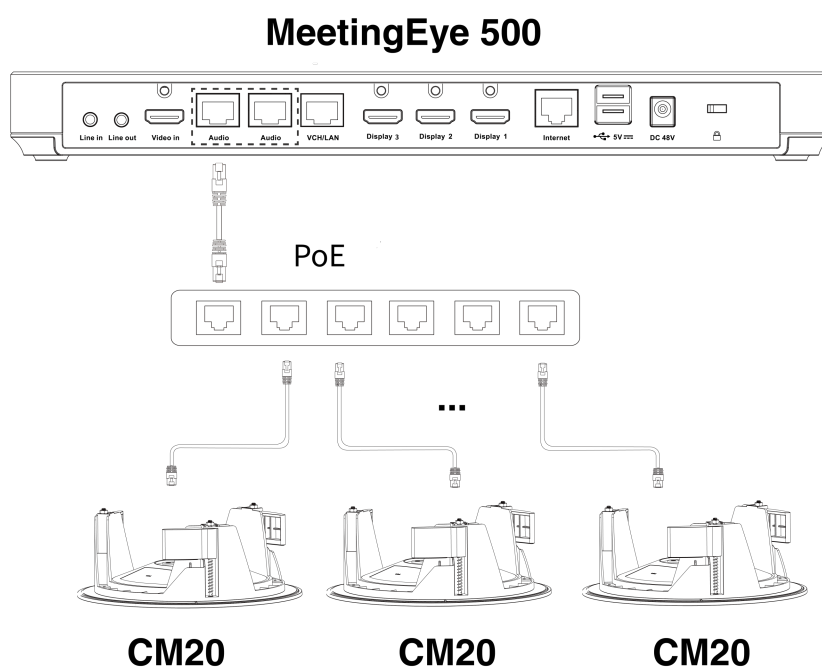 MeetingEye 500
Line in Line out Video in Audio Audio VCH/LAN Display 3 Display 2 Display 1 Internet 5V DC 48V
PoE
...
CM20 CM20 CM20